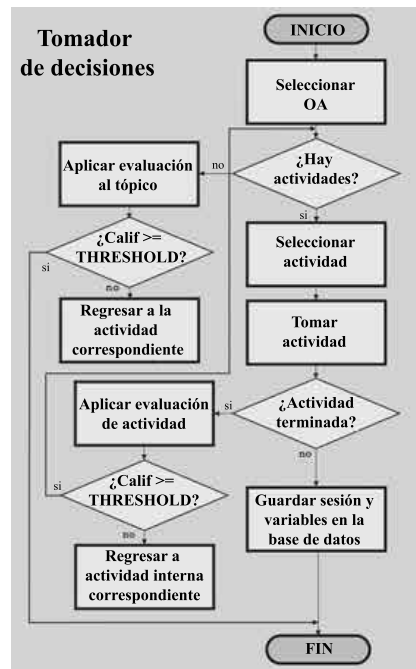 Tomador
de decisiones
INICIO
Seleccionar
OA
¿Hay
actividades?
no
si
Aplicar evaluación
al tópico
¿Calif >=
THRESHOLD?
si
no
Regresar a la
actividad
correspondiente
Seleccionar
actividad
Tomar
actividad
¿Actividad
terminada?
si
no
Aplicar evaluación
de actividad
¿Calif >=
THRESHOLD?
si
no
Regresar a
actividad interna
correspondiente
Guardar sesión y
variables en la
base de datos
FIN